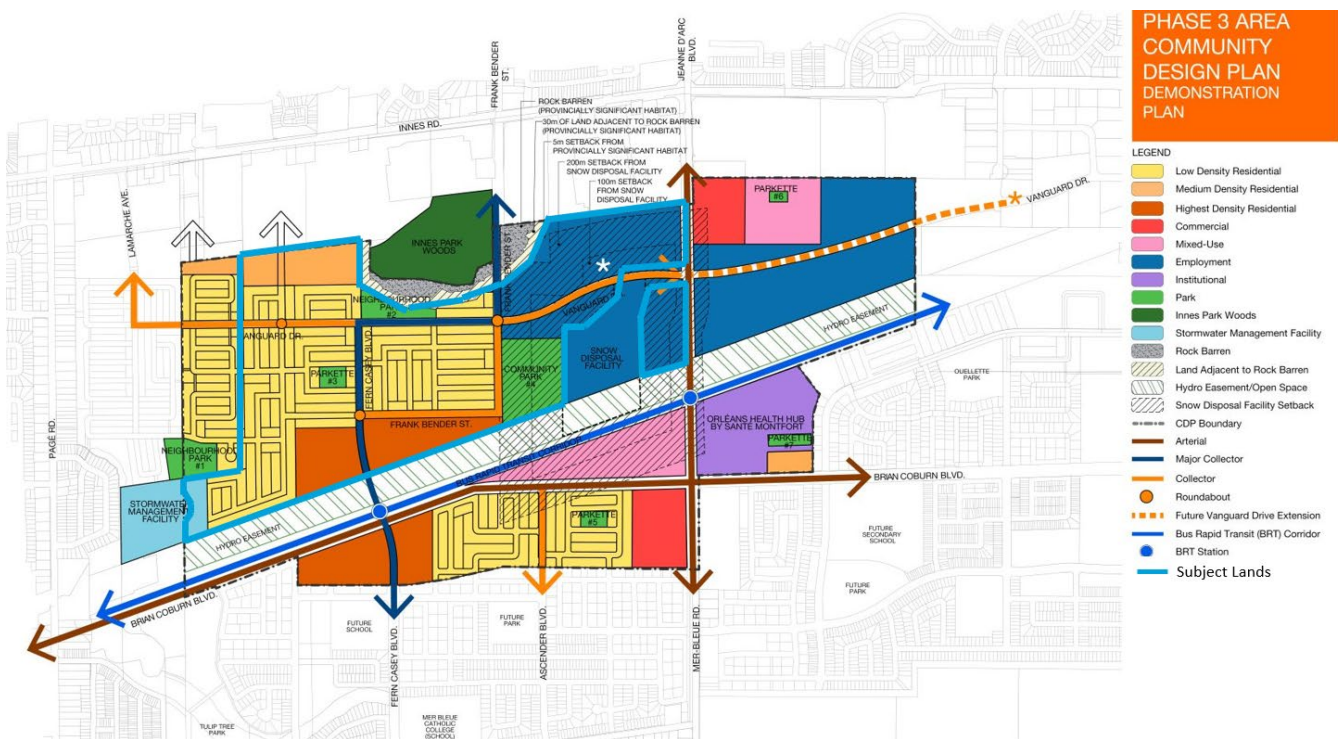 PHASE 3 AREA
COMMUNITY
DESIGN PLAN
DEMONSTRATION
PLAN
LEGEND
Low Density Residential
Medium Density Residential
Highest Density Residential
Commercial
Mixed-Use
Employment
Institutional
Park
Innes Park Woods
Stormwater Management Facility
Rock Barren
Land Adjacent to Rock Barren
Hydro Easement/Open Space
Snow Disposal Facility Setback
CDP Boundary
Arterial
Major Collector
Collector
Roundabout
Future Vanguard Drive Extension
Bus Rapid Transit (BRT) Corridor
BRT Station
Subject Lands
FRANK BENDER
ST.
JEANNE D'ARC
BLVD.
INNES RD.
ROCK BARREN
(PROVINCIALLY SIGNIFICANT HABITAT)
30m OF LAND ADJACENT TO ROCK BARREN
(PROVINCIALLY SIGNIFICANT HABITAT)
5m SETBACK FROM
PROVINCIALLY SIGNIFICANT HABITAT
200m SETBACK FROM
SNOW DISPOSAL FACILITY
100m SETBACK
FROM SNOW
DISPOSAL FACILITY
LAMARCHE AVE.
PARKETTE
#6
VANGUARD DR.
INNES PARK
WOODS
NEIGHBOURHOOD
#2
ANGUARD DR.
VANGUARD
HYDRO EASEMENT
SNOW
DISPOSAL
FACILITY
COMMUNITY
PARK
#4
PARKETTE
#3
FERN CASEY BLVD.
FRANK BENDER ST.
OUELLETTE
PARK
ORLÉANS HEALTH HUB
BY SANTÉ MONTFORT
PARKETTE
#7
PAGÉ RD.
NEIGHBOURHOOD
PARK
#1
BUS RAPID TRANSIT CORRIDOR
BRIAN COBURN BLVD.
STORMWATER
MANAGEMENT
FACILITY
HYDRO EASEMENT
PARKETTE
#5
FUTURE
SECONDARY
SCHOOL
FUTURE
PARK
BRIAN COBURN BLVD.
FUTURE
SCHOOL
FUTURE
PARK
FERN CASEY BLVD.
ASCENDER BLVD.
MER-BLEUE RD.
TULIP TREE
PARK
MER BLEUE
CATHOLIC
COLLEGE
(SCHOOL)